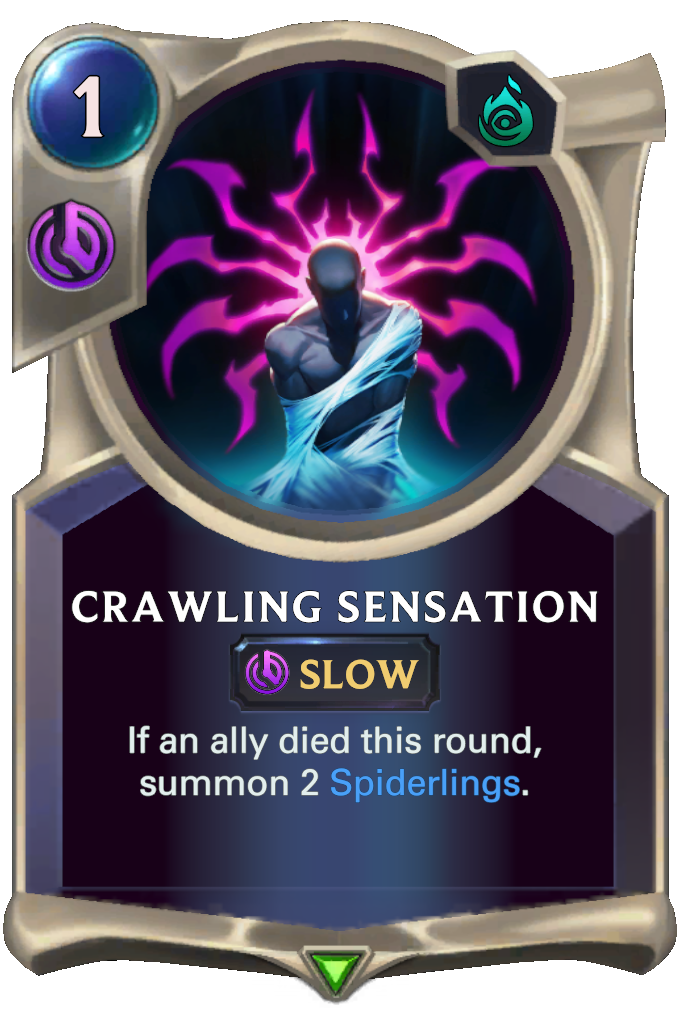 1
CRAWLING SENSATION
SLOW
If an ally died this round,
summon 2 Spiderlings.